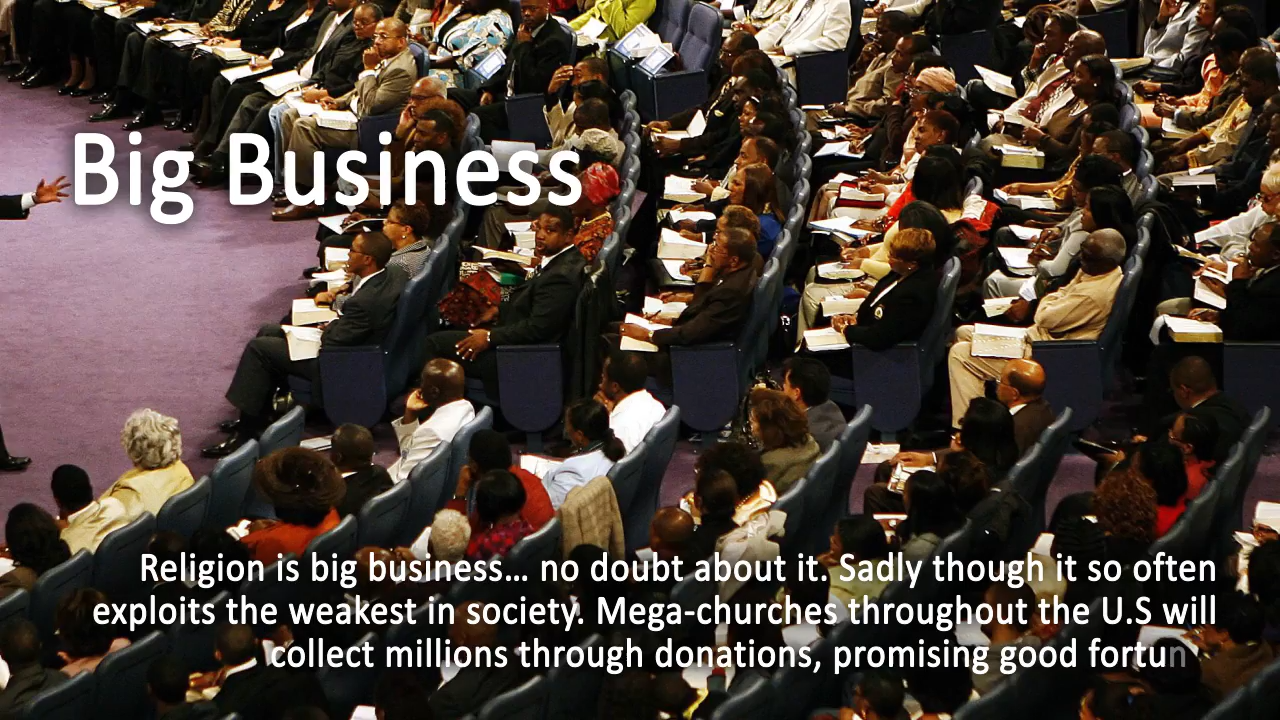 Big Business
Religion is big business... no doubt about it. Sadly though it so often
exploits the weakest in society. Mega-churches throughout the U.S will
collect millions through donations, promising good fortun